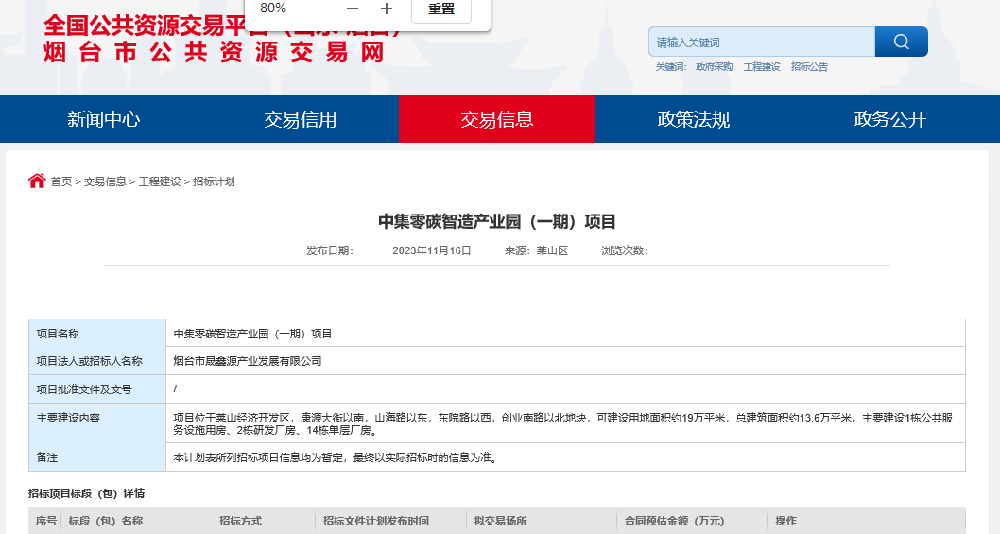 80%
重置
全国公共资源交易平
烟台市公共资源交易网
请输入关键词
关键词: 政府采购 工程建设 招标公告
新闻中心 交易信用 交易信息 政策法规 政务公开
首页 > 交易信息 > 工程建设 > 招标计划
中集零碳智造产业园（一期）项目
发布日期: 2023年11月16日 来源: 莱山区 浏览次数:
项目名称 中集零碳智造产业园（一期）项目
项目法人或招标人名称 烟台市晟鑫源产业发展有限公司
项目批准文件及文号 /
主要建设内容 项目位于莱山经济开发区，康源大街以南，山海路以东，东院路以西，创业南路以北地块，可建设用地面积约19万平米，总建筑面积约13.6万平米，主要建设1栋公共服
务设施用房、2栋研发厂房、14栋单层厂房。
备注 本计划表所列招标项目信息均为暂定，最终以实际招标时的信息为准。
招标项目标段（包）详情
序号 标段（包）名称 招标方式 招标文件计划发布时间 拟交易场所 合同预估金额（万元） 操作